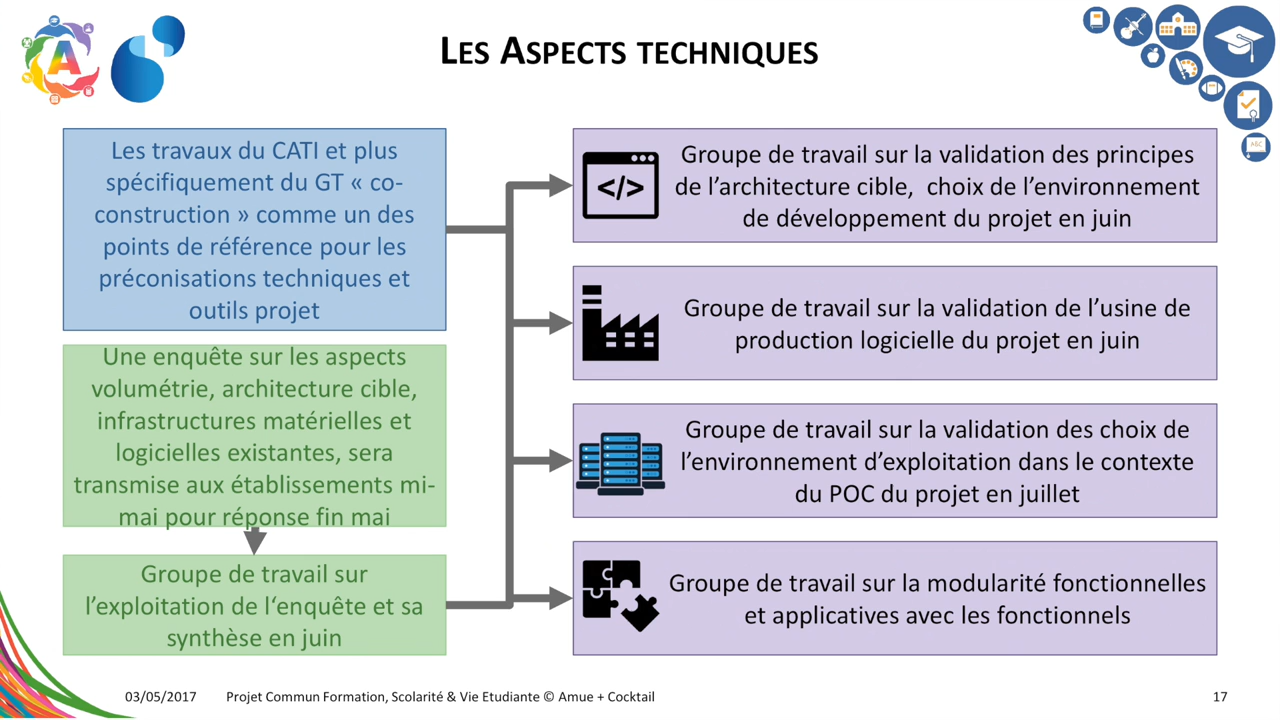 LES ASPECTS TECHNIQUES
A
ABC
Les travaux du CATI et plus
spécifiquement du GT « co-
construction » comme un des
points de référence pour les
préconisations techniques et
outils projet
Une enquête sur les aspects
volumétrie, architecture cible,
infrastructures matérielles et
logicielles existantes, sera
transmise aux établissements mi-
mai pour réponse fin mai
Groupe de travail sur
l’exploitation de l‘enquête et sa
synthèse en juin
</>
Groupe de travail sur la validation des principes
de l’architecture cible,  choix de l’environnement
de développement du projet en juin
Groupe de travail sur la validation de l’usine de
production logicielle du projet en juin
Groupe de travail sur la validation des choix de
l’environnement d’exploitation dans le contexte
du POC du projet en juillet
Groupe de travail sur la modularité fonctionnelles
et applicatives avec les fonctionnels
03/05/2017 Projet Commun Formation, Scolarité & Vie Etudiante © Amue + Cocktail 17